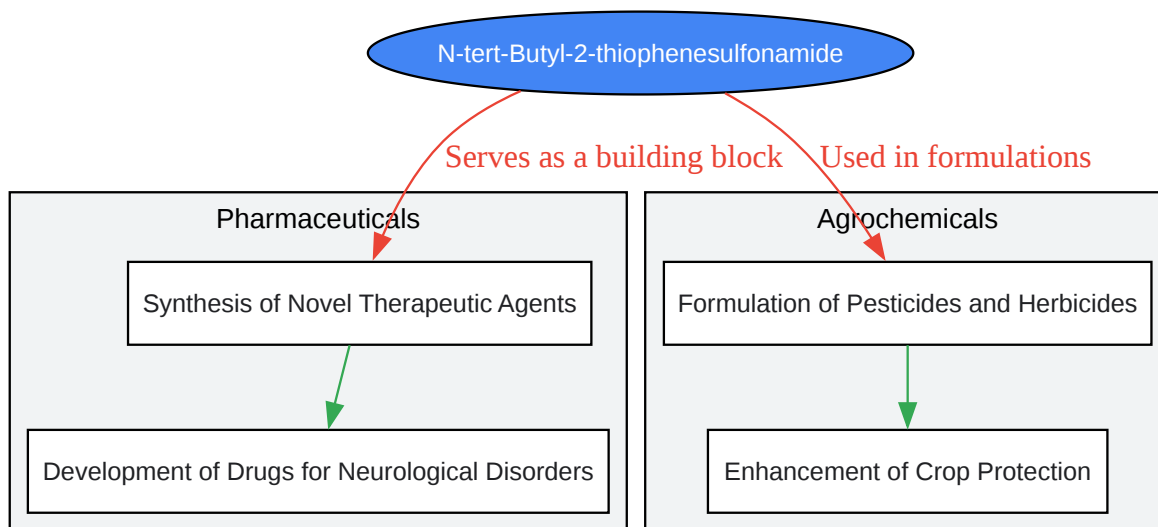 N-tert-Butyl-2-thiophenesulfonamide
Serves as a building block
Used in formulations
Pharmaceuticals
Agrochemicals
Synthesis of Novel Therapeutic Agents
Formulation of Pesticides and Herbicides
Development of Drugs for Neurological Disorders
Enhancement of Crop Protection